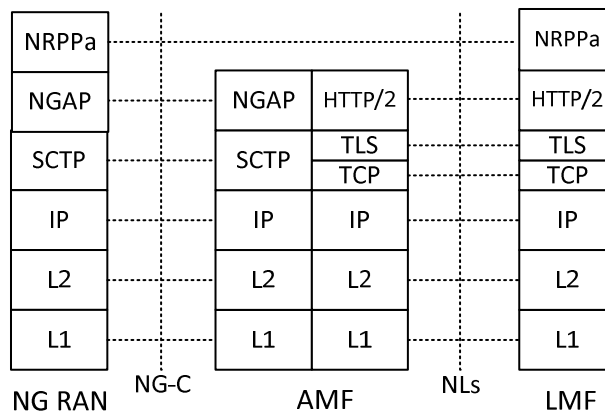 NRPPa NRPPa
NGAP NGAP HTTP/2 HTTP/2
SCTP SCTP TLS TLS
TCP TCP
IP IP IP IP
L2 L2 L2 L2
L1 L1 L1 L1
NG RAN NG-C AMF NLs LMF